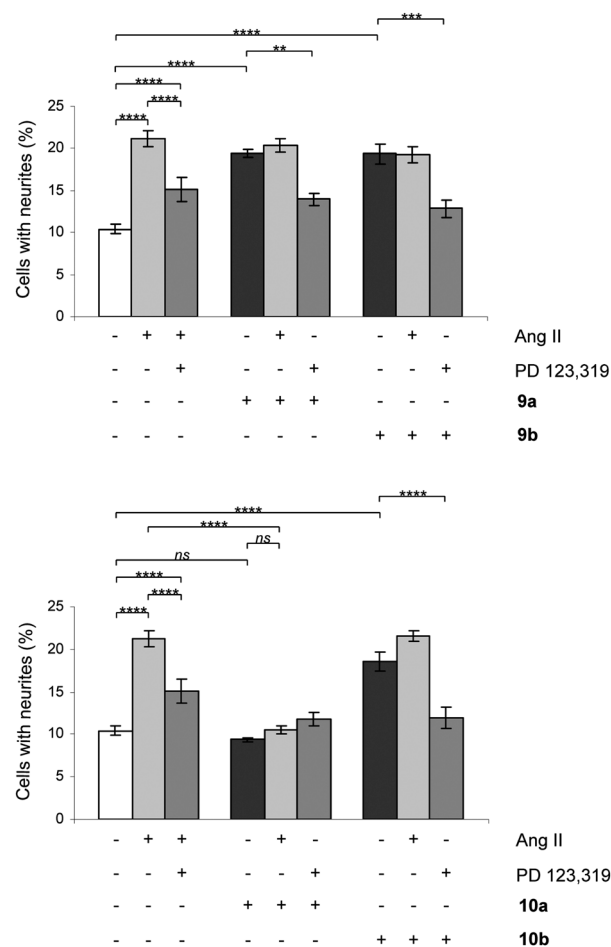 ****
***
****
**
****
****
****
25
20
15
10
5
0
Cells with neurites (%)
- + + - + - - + - Ang II
- - + - - + - - + PD 123,319
- - - + + + - - - 9a
- - - - - - + + + 9b
****
****
****
ns
ns
****
****
****
25
20
15
10
5
0
Cells with neurites (%)
- + + - + - - + - Ang II
- - + - - + - - + PD 123,319
- - - + + + - - - 10a
- - - - - - + + + 10b